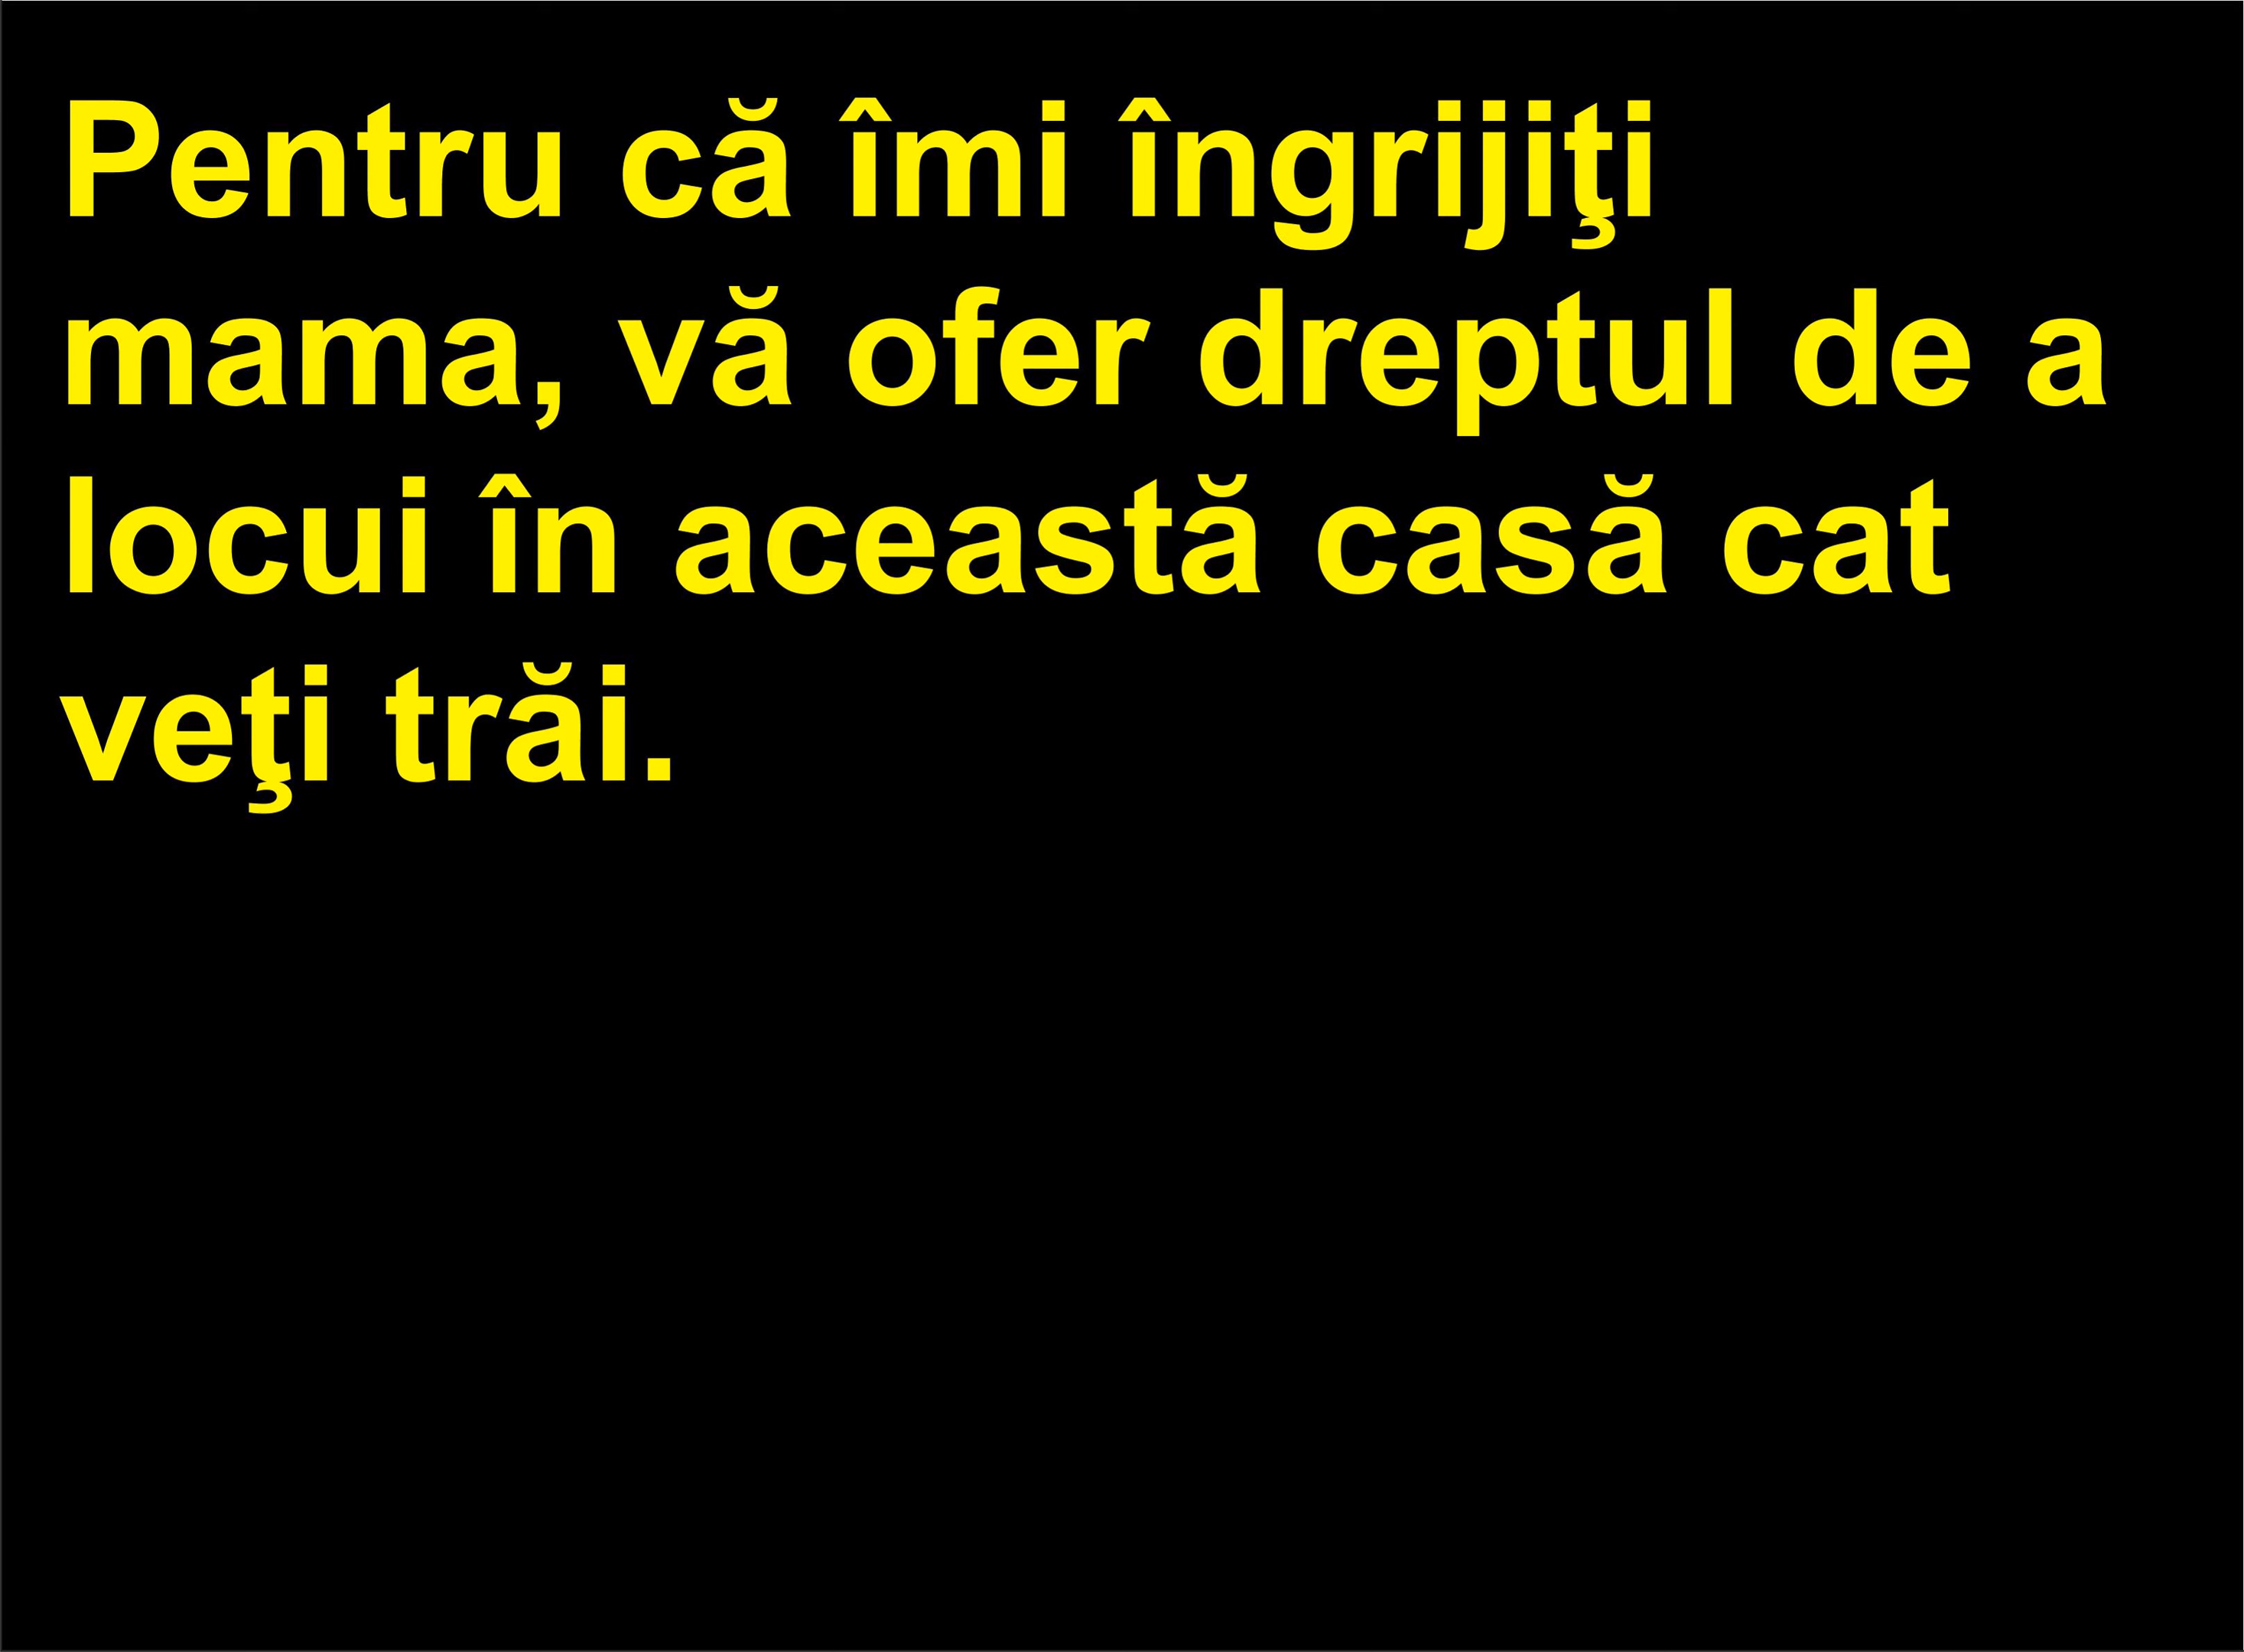 Pentru că îmi îngrijiţi
mama, vă ofer dreptul de a
locui în această casă cat
veţi trăi.